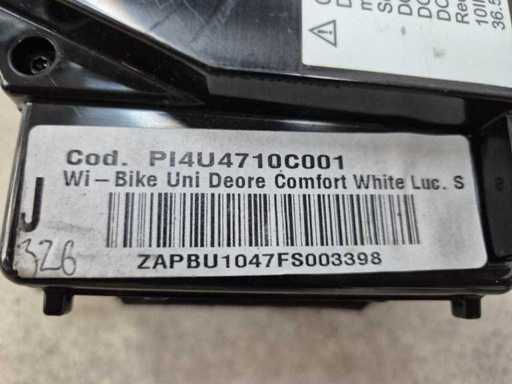 Cod. PI4U4710C001
Wi-Bike Uni Deore Comfort White Luc. S
J
326
ZAPBU1047FS003398